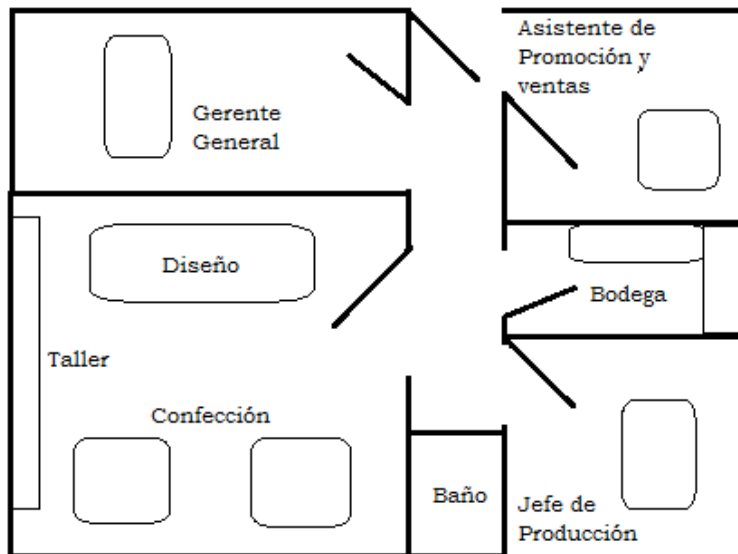 Asistente de
Promoción y
ventas
Gerente
General
Diseño
Bodega
Taller
Confección
Baño
Jefe de
Producción